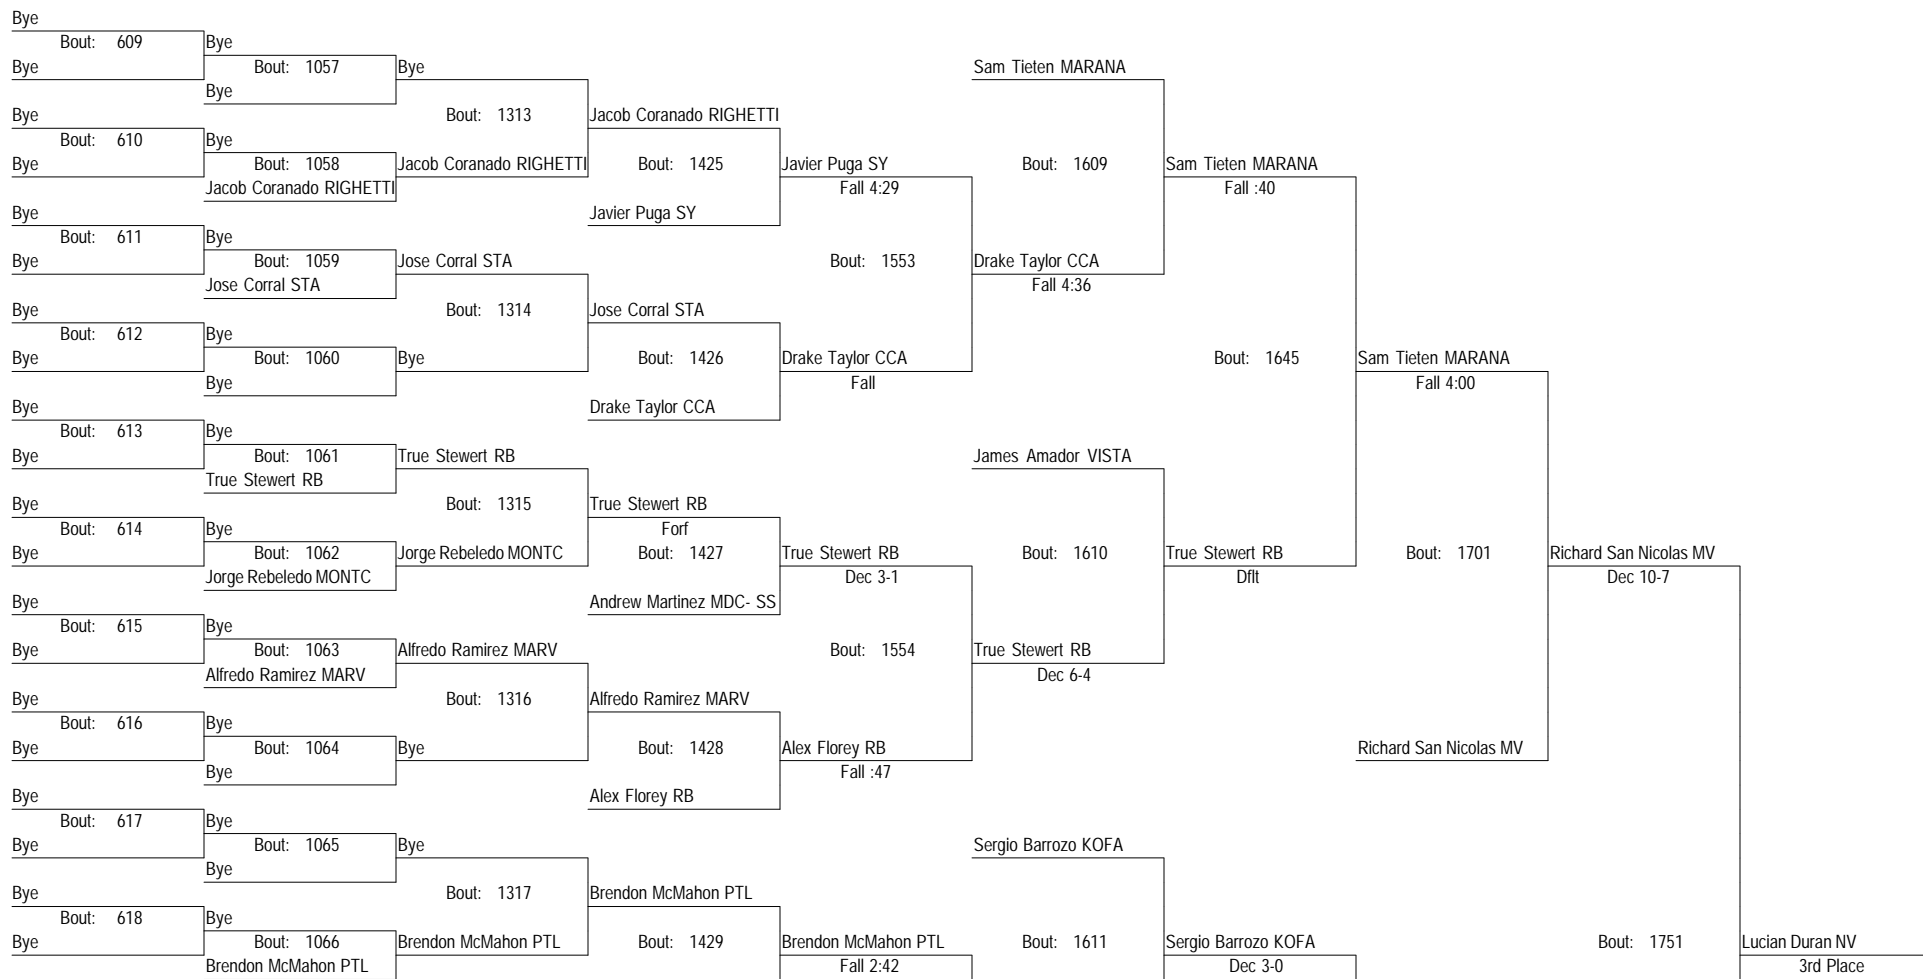 Bye
Bout: 609 Bye
Bye Bout: 1057 Bye Sam Tieten MARANA
Bye
Bye Bout: 1313 Jacob Coranado RIGHETTI
Bout: 610 Bye
Bye Bout: 1058 Jacob Coranado RIGHETTI Bout: 1425 Javier Puga SY Bout: 1609 Sam Tieten MARANA
Jacob Coranado RIGHETTI Fall 4:29 Fall :40
Bye Javier Puga SY
Bout: 611 Bye
Bye Bout: 1059 Jose Corral STA Bout: 1553 Drake Taylor CCA
Jose Corral STA Fall 4:36
Bye Bout: 1314 Jose Corral STA
Bout: 612 Bye
Bye Bout: 1060 Bye Bout: 1426 Drake Taylor CCA Bout: 1645 Sam Tieten MARANA
Bye Fall Fall 4:00
Bye Drake Taylor CCA
Bout: 613 Bye
Bye Bout: 1061 True Stewert RB James Amador VISTA
True Stewert RB
Bye Bout: 1315 True Stewert RB
Bout: 614 Bye Forf
Bye Bout: 1062 Jorge Rebeledo MONTC Bout: 1427 True Stewert RB Bout: 1610 True Stewert RB Bout: 1701 Richard San Nicolas MV
Jorge Rebeledo MONTC Dec 3-1 Dflt Dec 10-7
Bye Andrew Martinez MDC- SS
Bout: 615 Bye
Bye Bout: 1063 Alfredo Ramirez MARV Bout: 1554 True Stewert RB
Alfredo Ramirez MARV Dec 6-4
Bye Bout: 1316 Alfredo Ramirez MARV
Bout: 616 Bye
Bye Bout: 1064 Bye Bout: 1428 Alex Florey RB Richard San Nicolas MV
Bye Fall :47
Bye Alex Florey RB
Bout: 617 Bye
Bye Bout: 1065 Bye Sergio Barrozo KOFA
Bye
Bye Bout: 1317 Brendon McMahon PTL
Bout: 618 Bye
Bye Bout: 1066 Brendon McMahon PTL Bout: 1429 Brendon McMahon PTL Bout: 1611 Sergio Barrozo KOFA Bout: 1751 Lucian Duran NV
Brendon McMahon PTL Fall 2:42 Dec 3-0 3rd Place